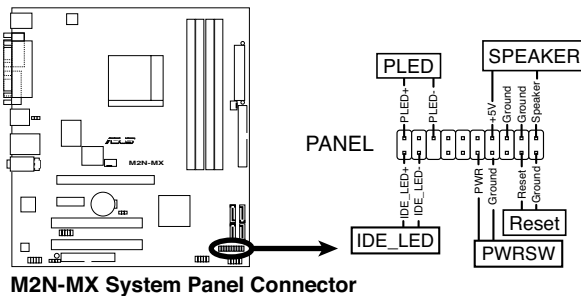 PLED
SPEAKER
PLED+
PLED-
+5V
Ground
Ground
Speaker
PANEL
IDE_LED+
IDE_LED-
PWR
Ground
Reset
Ground
IDE_LED
PWRSW
Reset
ASUS
M2N-MX
M2N-MX System Panel Connector